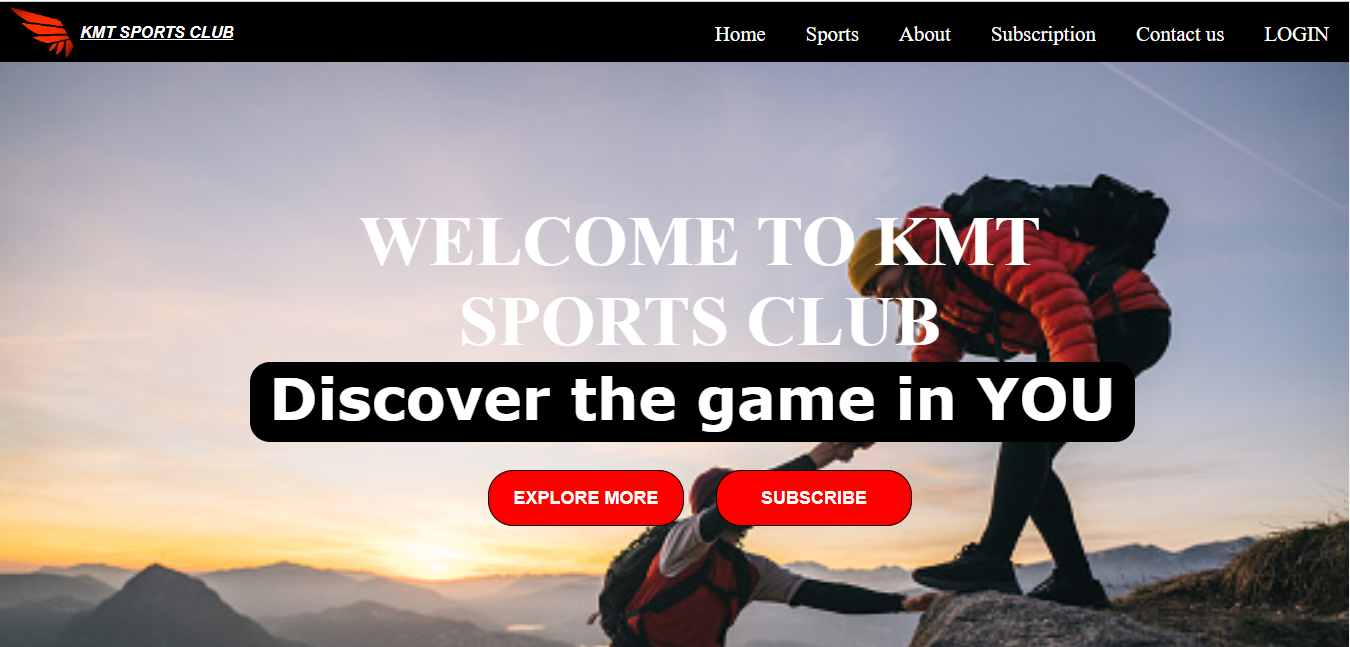 KMT SPORTS CLUB
Home Sports About Subscription Contact us LOGIN
WELCOME TO KMT
SPORTS CLUB
Discover the game in YOU
EXPLORE MORE SUBSCRIBE